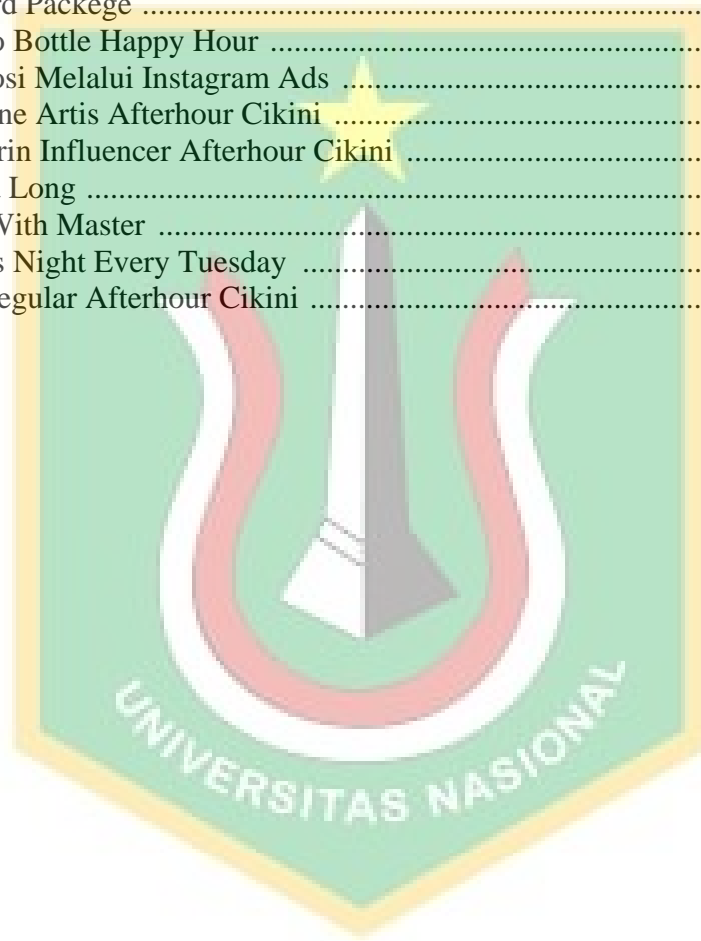 rd Packege ....................................................................
o Bottle Happy Hour ......................................................
osi Melalui Instagram Ads .............................................
ne Artis Afterhour Cikini ..............................................
rin Influencer Afterhour Cikini .....................................
Long .............................................................................
With Master ....................................................................
s Night Every Tuesday ..................................................
egular Afterhour Cikini .................................................
UNIVERSITAS NASIONAL